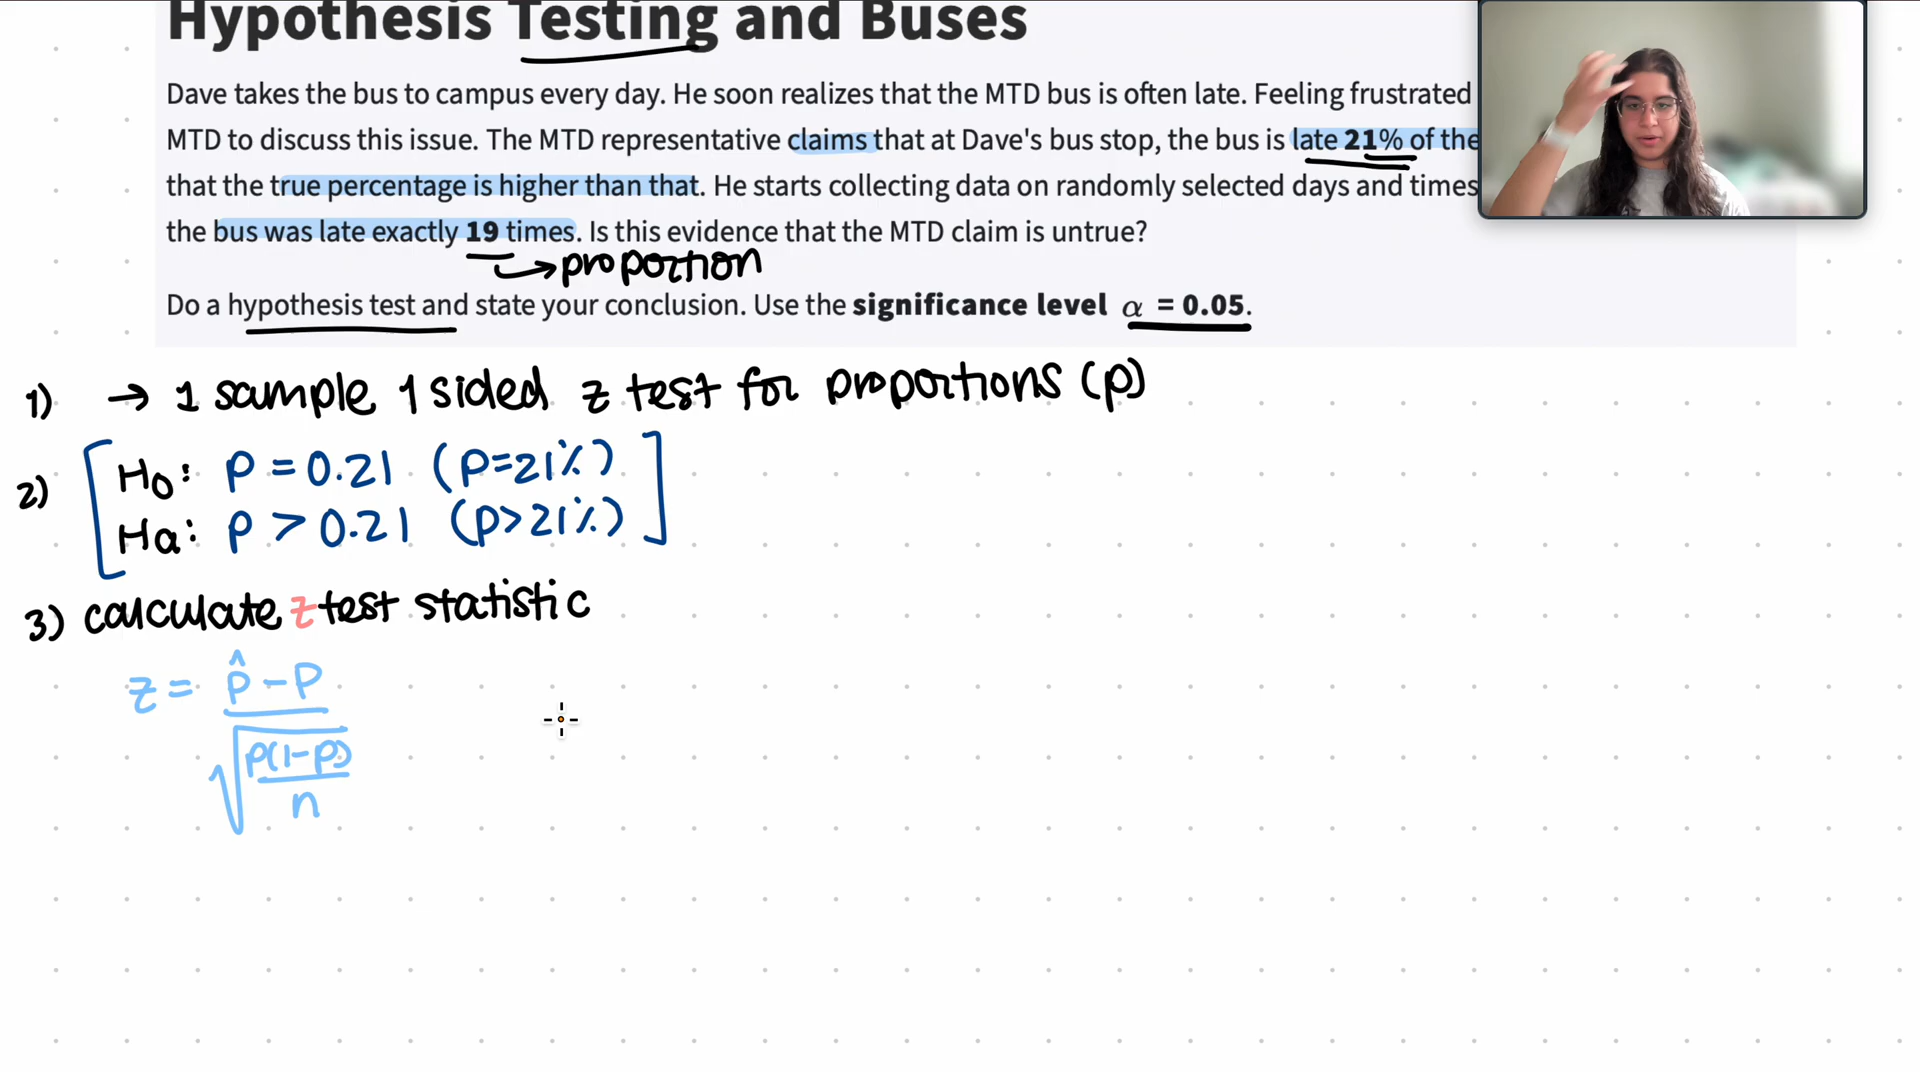 Hypothesis Testing and Buses
Dave takes the bus to campus every day. He soon realizes that the MTD bus is often late. Feeling frustrated
MTD to discuss this issue. The MTD representative claims that at Dave's bus stop, the bus is late 21% of the
that the true percentage is higher than that. He starts collecting data on randomly selected days and times
the bus was late exactly 19 times. Is this evidence that the MTD claim is untrue?
→ proportion
Do a hypothesis test and state your conclusion. Use the significance level α = 0.05.
1) → 1 sample 1 sided z test for proportions (p)
2) H0: p = 0.21 (p=21%)
Ha: p > 0.21 (p>21%)
3) calculate z test statistic
z = p̂ - p
√ p(1-p)
n